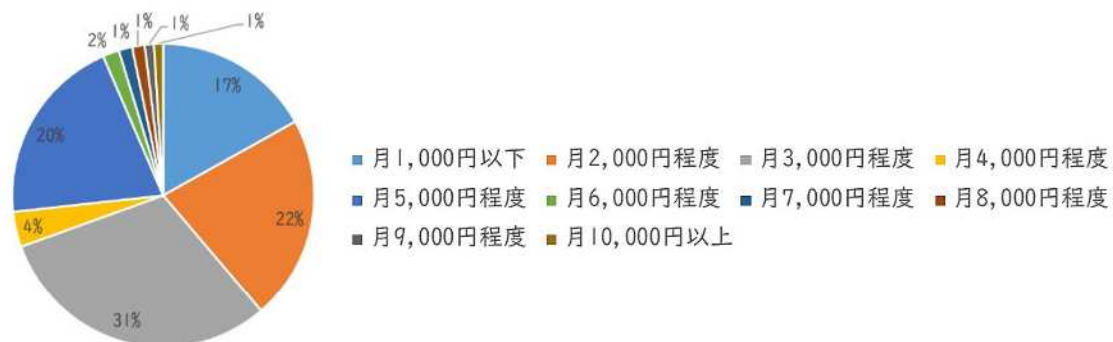 2% 1% 1% 1% 1%
17%
20%
22%
4%
31%
月1,000円以下 月2,000円程度 月3,000円程度 月4,000円程度
月5,000円程度 月6,000円程度 月7,000円程度 月8,000円程度
月9,000円程度 月10,000円以上